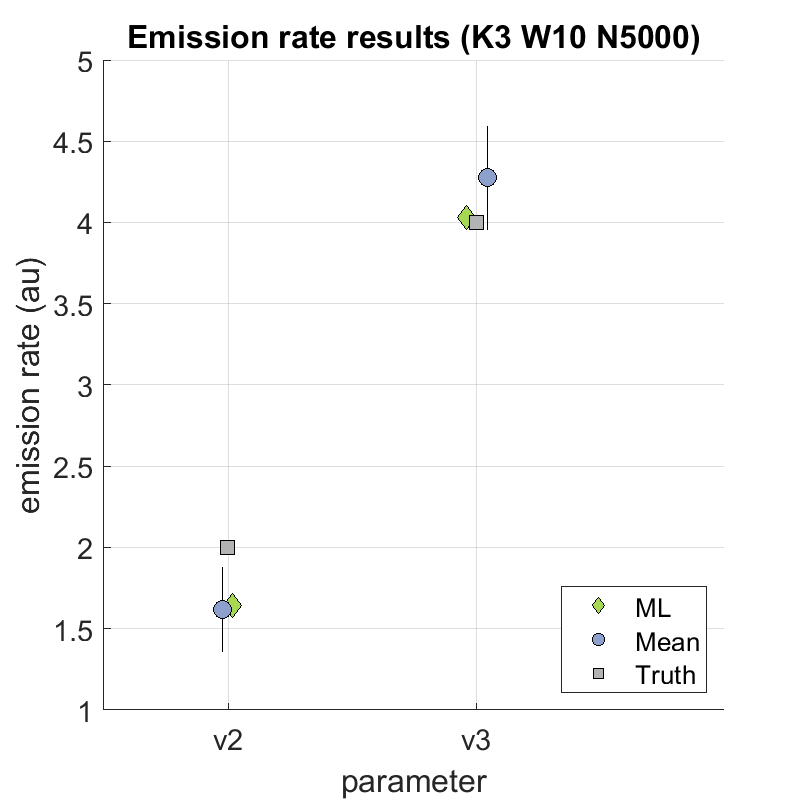 Emission rate results (K3 W10 N5000)
5
4.5
4
3.5
3
2.5
2
1.5
1
emission rate (au)
v2
v3
parameter
ML
Mean
Truth